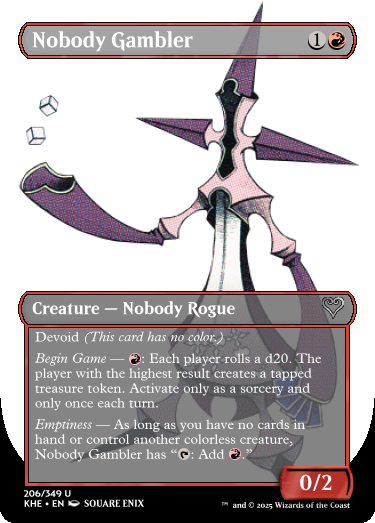 Nobody Gambler 1
Creature — Nobody Rogue
Devoid (This card has no color.)
Begin Game — : Each player rolls a d20. The
player with the highest result creates a tapped
treasure token. Activate only as a sorcery and
only once each turn.
Emptiness — As long as you have no cards in
hand or control another colorless creature,
Nobody Gambler has “: Add .”
0/2
206/349 U
KHE • EN SQUARE ENIX
™ and © 2025 Wizards of the Coast